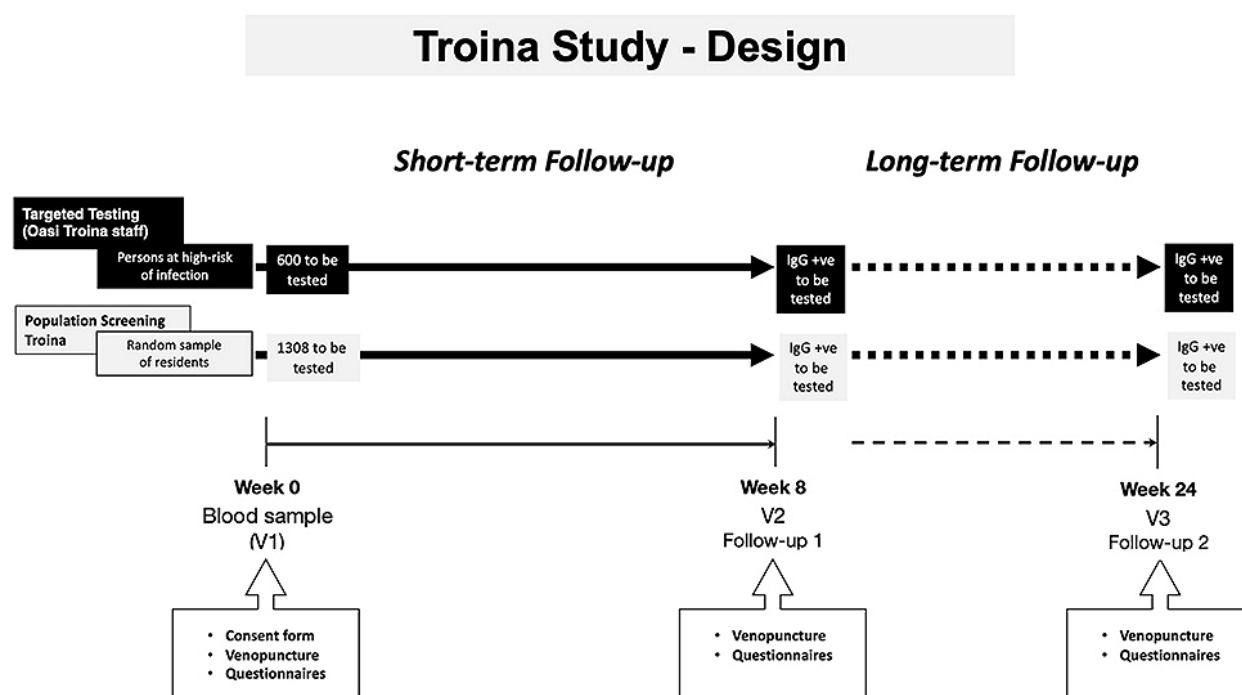 Troina Study - Design
Short-term Follow-up
Long-term Follow-up
Targeted Testing
(Oasi Troina staff)
Persons at high-risk
of infection
600 to be
tested
IgG +ve
to be
tested
IgG +ve
to be
tested
Population Screening
Troina
Random sample
of residents
1308 to be
tested
IgG +ve
to be
tested
IgG +ve
to be
tested
Week 0
Blood sample
(V1)
Week 8
V2
Follow-up 1
Week 24
V3
Follow-up 2
• Consent form
• Venopuncture
• Questionnaires
• Venopuncture
• Questionnaires
• Venopuncture
• Questionnaires